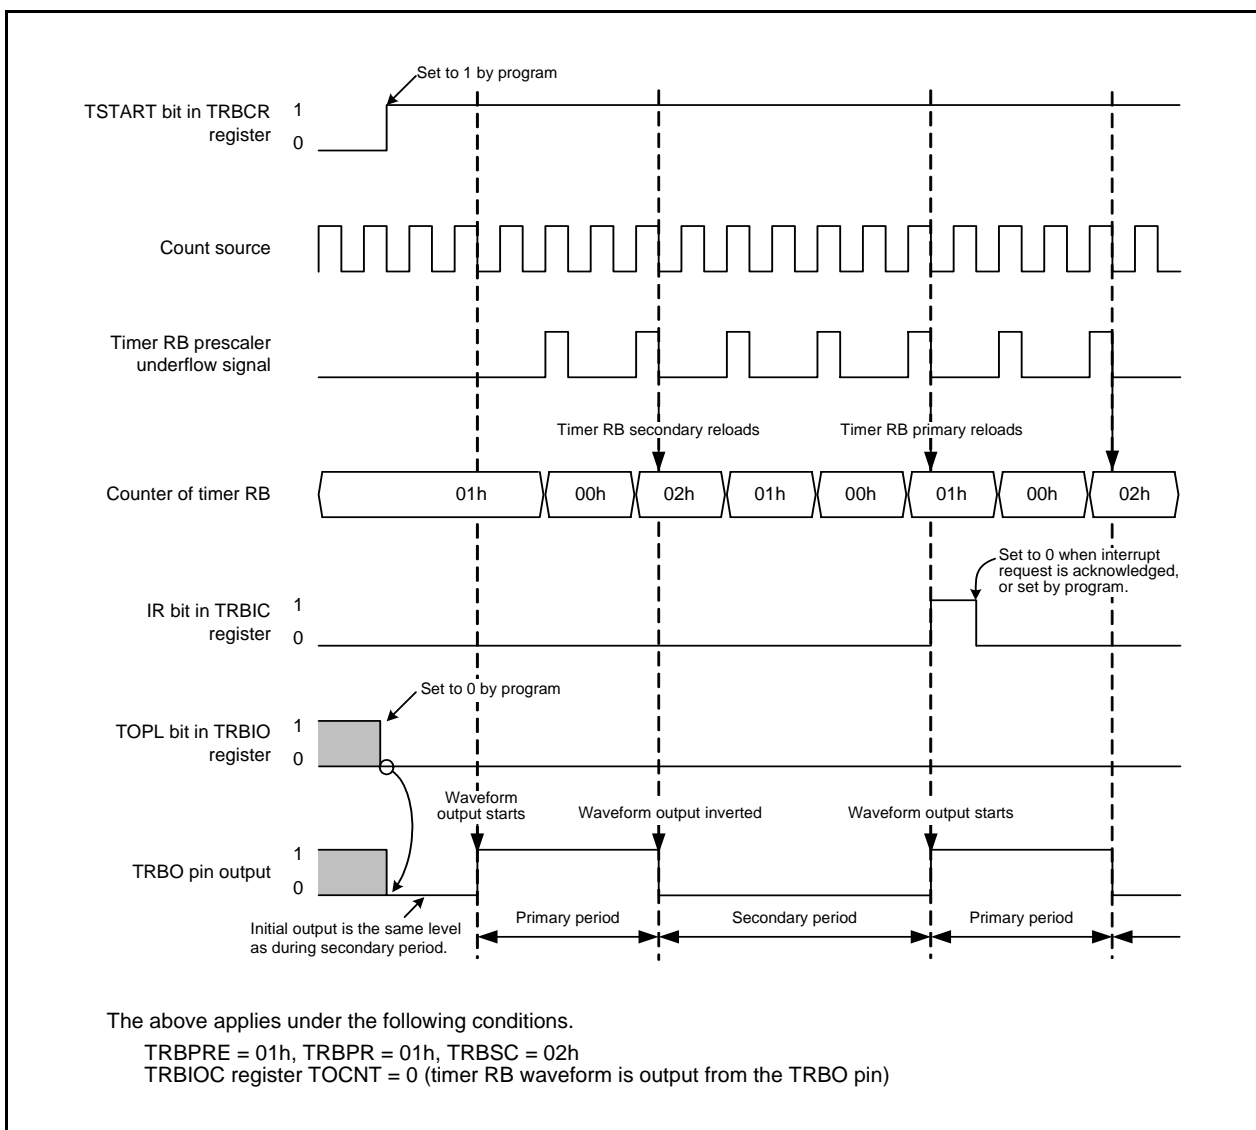 Set to 1 by program
TSTART bit in TRBCR
register
1
0
Count source
Timer RB prescaler
underflow signal
Timer RB secondary reloads
Timer RB primary reloads
Counter of timer RB
01h
00h
02h
01h
00h
01h
00h
02h
Set to 0 when interrupt
request is acknowledged,
or set by program.
IR bit in TRBIC
register
1
0
Set to 0 by program
TOPL bit in TRBIO
register
1
0
Waveform
output starts
Waveform output inverted
Waveform output starts
TRBO pin output
1
0
Initial output is the same level
as during secondary period.
Primary period
Secondary period
Primary period
The above applies under the following conditions.
TRBPRE = 01h, TRBPR = 01h, TRBSC = 02h
TRBIOC register TOCNT = 0 (timer RB waveform is output from the TRBO pin)